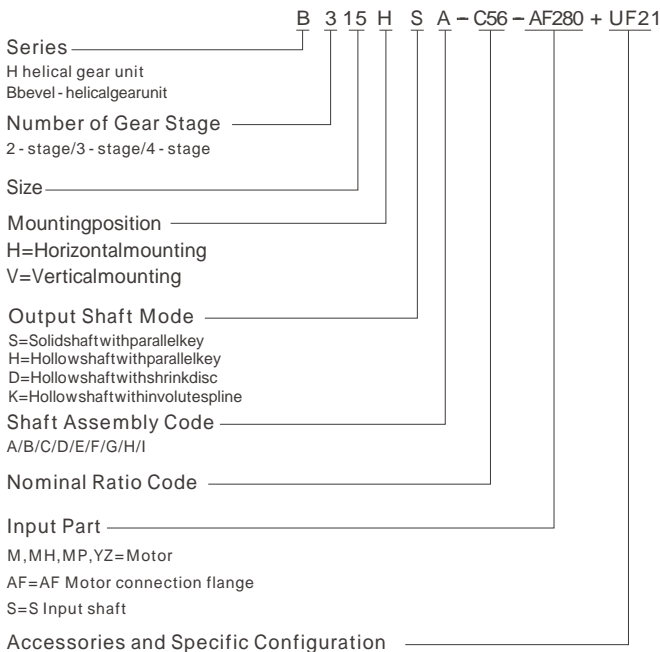 B 3 15 H S A - C56 - AF280 + UF21
Series
H helical gear unit
Bbevel-helicalgearunit
Number of Gear Stage
2-stage/3-stage/4-stage
Size
Mountingposition
H=Horizontalmounting
V=Verticalmounting
Output Shaft Mode
S=Solidshaftwithparallelkey
H=Hollowshaftwithparallelkey
D=Hollowshaftwithshrinkdisc
K=Hollowshaftwithinvolutespline
Shaft Assembly Code
A/B/C/D/E/F/G/H/I
Nominal Ratio Code
Input Part
M,MH,MP,YZ=Motor
AF=AF Motor connection flange
S=S Input shaft
Accessories and Specific Configuration